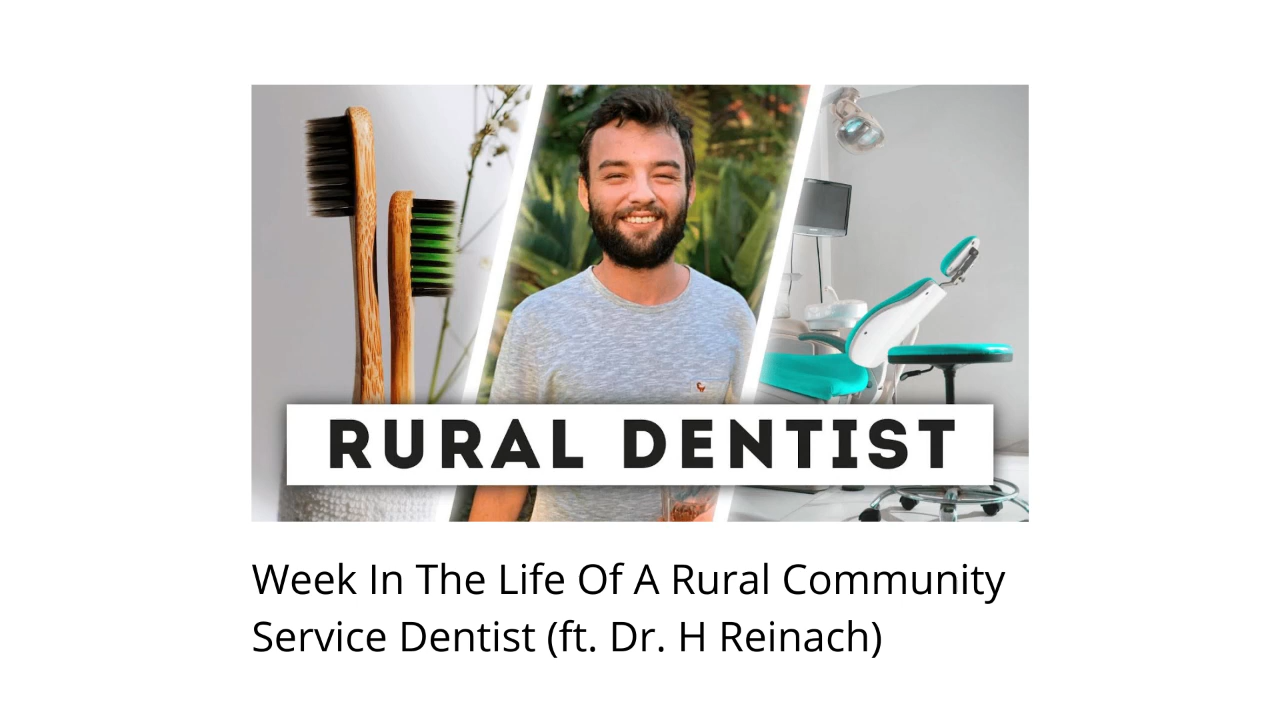 RURAL DENTIST
Week In The Life Of A Rural Community
Service Dentist (ft. Dr. H Reinach)